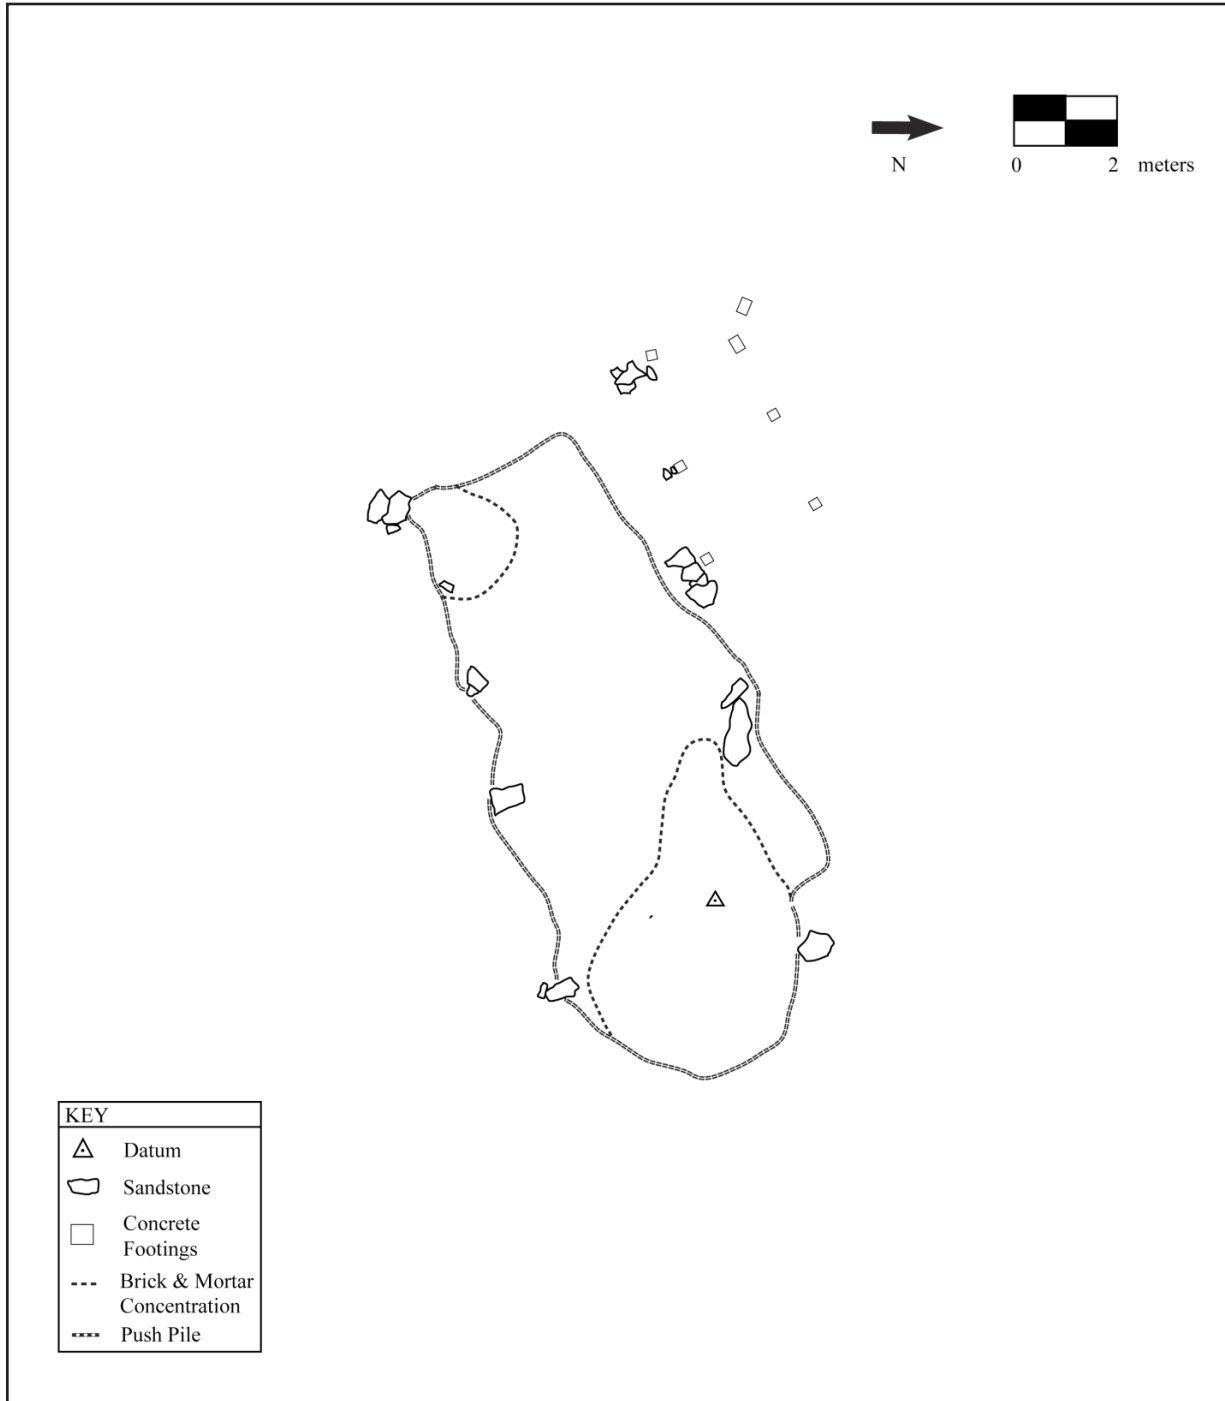 N
0 2 meters
KEY
Datum
Sandstone
Concrete
Footings
Brick & Mortar
Concentration
Push Pile